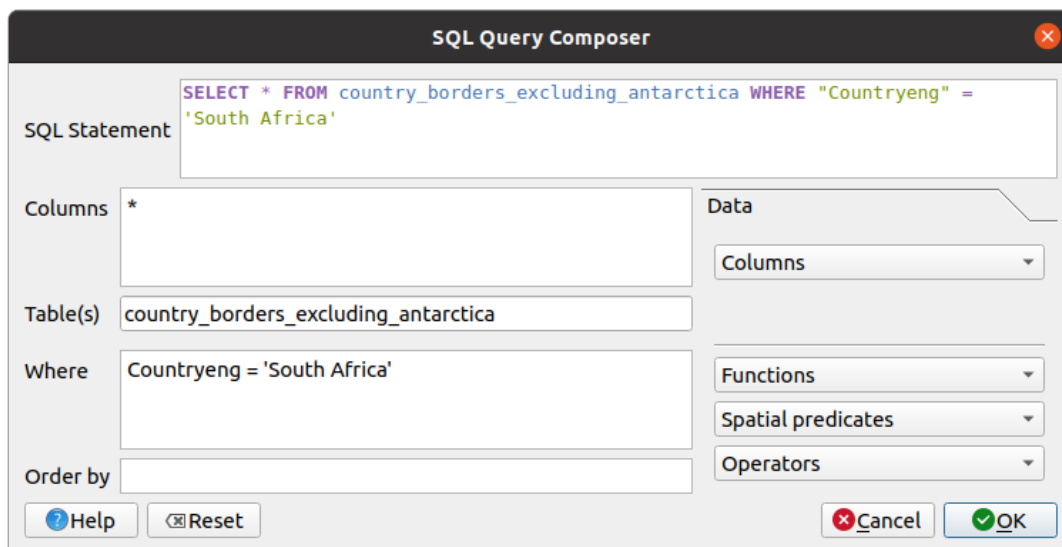 SQL Query Composer
SELECT * FROM country_borders_excluding_antarctica WHERE "Countryeng" =
'South Africa'
SQL Statement
Columns
*
Data
Columns
Table(s)
country_borders_excluding_antarctica
Where
Countryeng = 'South Africa'
Functions
Spatial predicates
Operators
Order by
Help
Reset
Cancel
OK